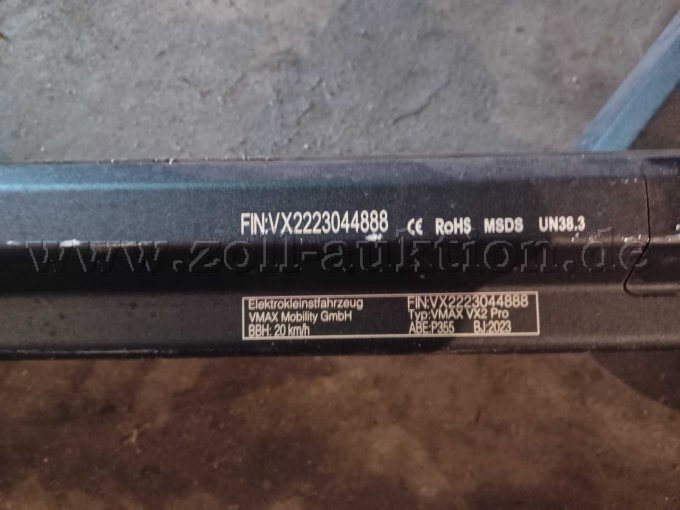 FIN:VX2223044888 CE RoHS MSDS UN38.3
www.zoll-auktion.de
Elektrokleinstfahrzeug FIN:VX2223044888
VMAX Mobility GmbH Typ:VMAX VX2 Pro
BBH: 20 km/h ABE:P355 BJ:2023